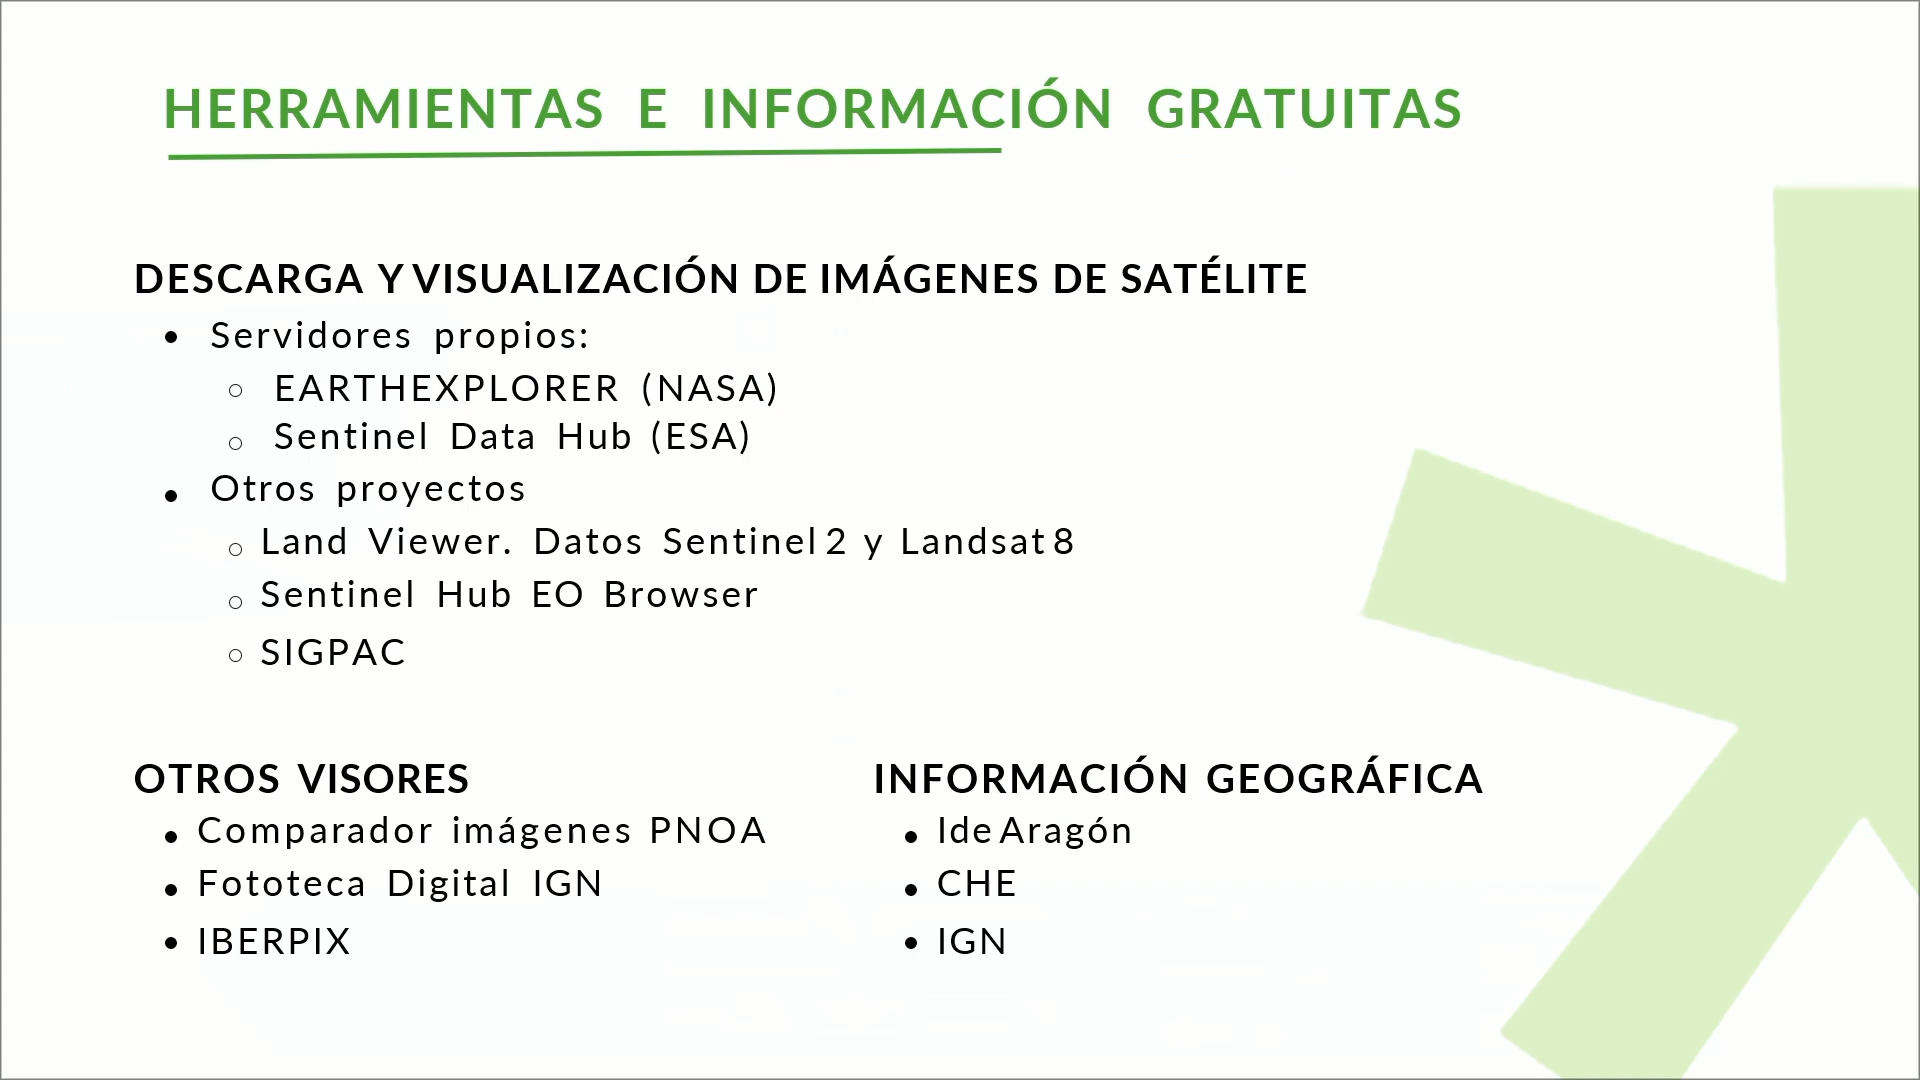 HERRAMIENTAS E INFORMACIÓN GRATUITAS
DESCARGA Y VISUALIZACIÓN DE IMÁGENES DE SATÉLITE
• Servidores propios:
○ EARTHEXPLORER (NASA)
○ Sentinel Data Hub (ESA)
• Otros proyectos
○ Land Viewer. Datos Sentinel 2 y Landsat 8
○ Sentinel Hub EO Browser
○ SIGPAC
OTROS VISORES
• Comparador imágenes PNOA
• Fototeca Digital IGN
• IBERPIX
INFORMACIÓN GEOGRÁFICA
• Ide Aragón
• CHE
• IGN